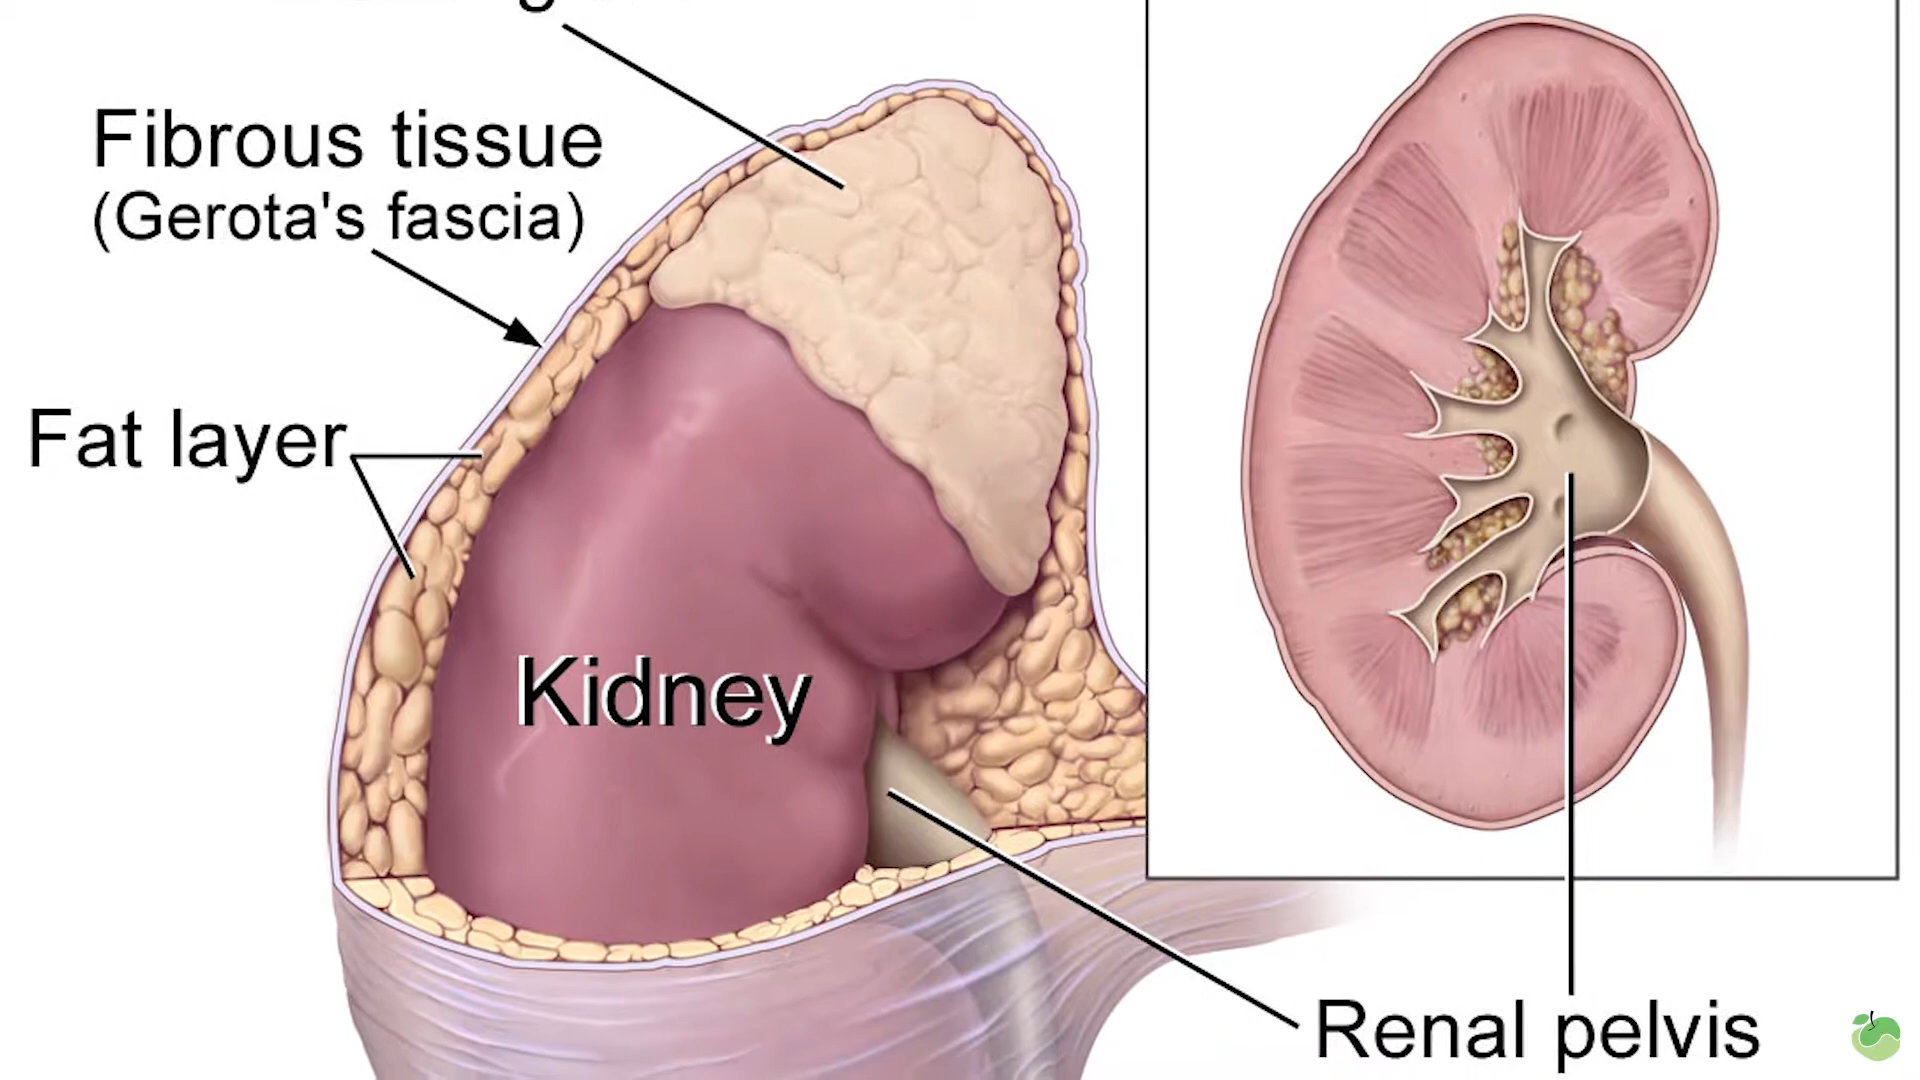 Fibrous tissue
(Gerota's fascia)
Fat layer
Kidney
Renal pelvis